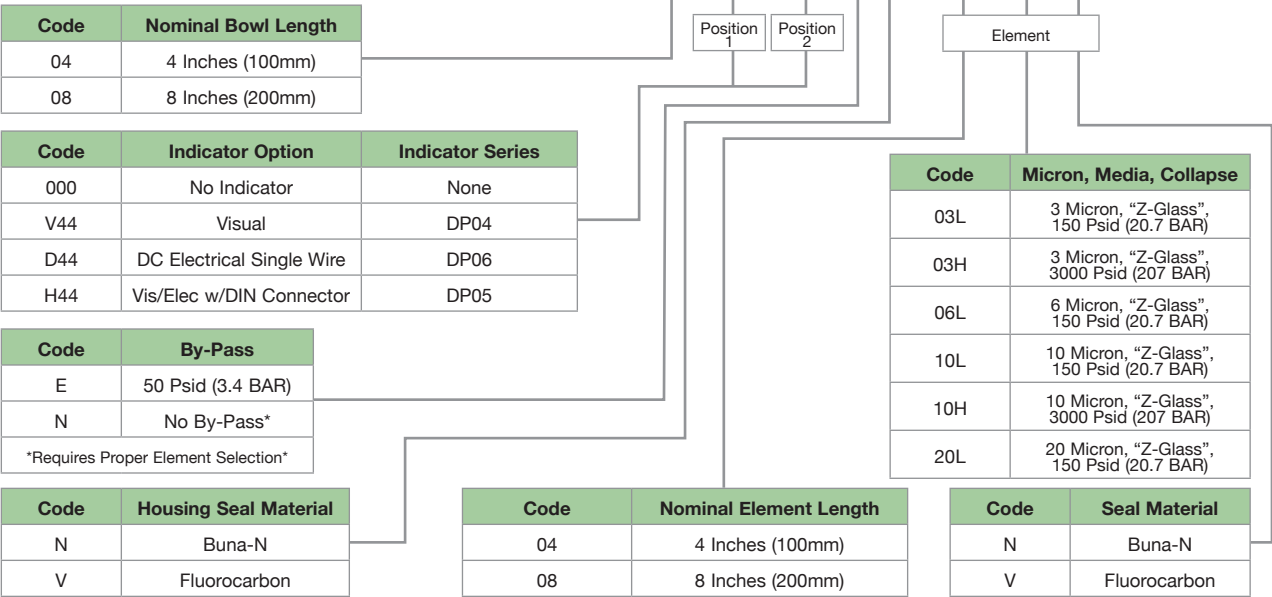 Code Nominal Bowl Length
04 4 Inches (100mm)
08 8 Inches (200mm)
Position
1
Position
2
Element
Code Indicator Option Indicator Series
000 No Indicator None
V44 Visual DP04
D44 DC Electrical Single Wire DP06
H44 Vis/Elec w/DIN Connector DP05
Code By-Pass
E 50 Psid (3.4 BAR)
N No By-Pass*
*Requires Proper Element Selection*
Code Micron, Media, Collapse
03L 3 Micron, “Z-Glass”,
150 Psid (20.7 BAR)
03H 3 Micron, “Z-Glass”,
3000 Psid (207 BAR)
06L 6 Micron, “Z-Glass”,
150 Psid (20.7 BAR)
10L 10 Micron, “Z-Glass”,
150 Psid (20.7 BAR)
10H 10 Micron, “Z-Glass”,
3000 Psid (207 BAR)
20L 20 Micron, “Z-Glass”,
150 Psid (20.7 BAR)
Code Housing Seal Material
N Buna-N
V Fluorocarbon
Code Nominal Element Length
04 4 Inches (100mm)
08 8 Inches (200mm)
Code Seal Material
N Buna-N
V Fluorocarbon